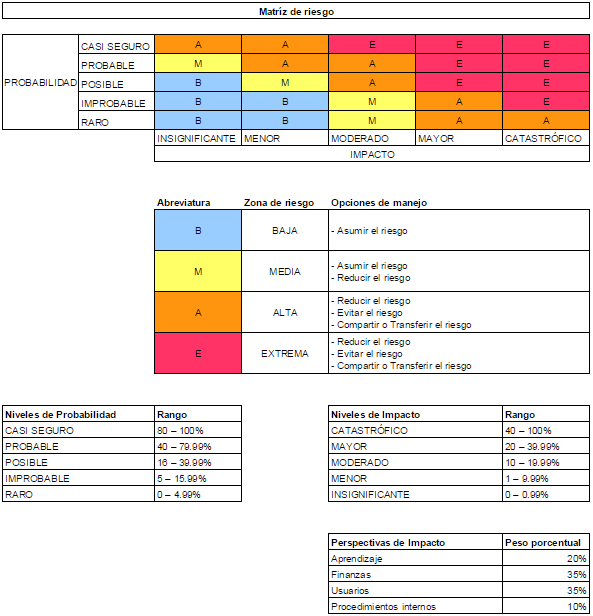 Matríz de riesgo
CASI SEGURO A A E E E
PROBABLE M A A E E
PROBABILIDAD POSIBLE B M A E E
IMPROBABLE B B M A E
RARO B B M A A
INSIGNIFICANTE MENOR MODERADO MAYOR CATASTRÓFICO
IMPACTO
Abreviatura Zona de riesgo Opciones de manejo
B BAJA - Asumir el riesgo
M MEDIA - Asumir el riesgo
- Reducir el riesgo
A ALTA - Reducir el riesgo
- Evitar el riesgo
- Compartir o Transferir el riesgo
E EXTREMA - Reducir el riesgo
- Evitar el riesgo
- Compartir o Transferir el riesgo
Niveles de Probabilidad Rango
CASI SEGURO 80 – 100%
PROBABLE 40 – 79.99%
POSIBLE 16 – 39.99%
IMPROBABLE 5 – 15.99%
RARO 0 – 4.99%
Niveles de Impacto Rango
CATASTRÓFICO 40 – 100%
MAYOR 20 – 39.99%
MODERADO 10 – 19.99%
MENOR 1 – 9.99%
INSIGNIFICANTE 0 – 0.99%
Perspectivas de Impacto Peso porcentual
Aprendizaje 20%
Finanzas 35%
Usuarios 35%
Procedimientos internos 10%